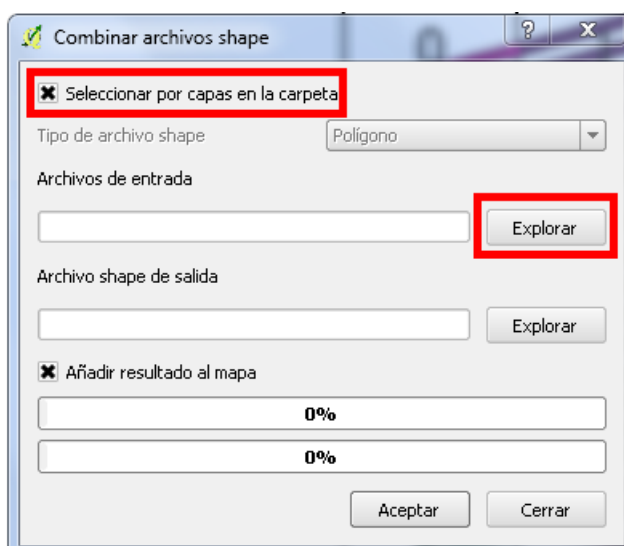 Combinar archivos shape ? X
Seleccionar por capas en la carpeta
Tipo de archivo shape Polígono
Archivos de entrada
Explorar
Archivo shape de salida
Explorar
Añadir resultado al mapa
0%
0%
Aceptar Cerrar